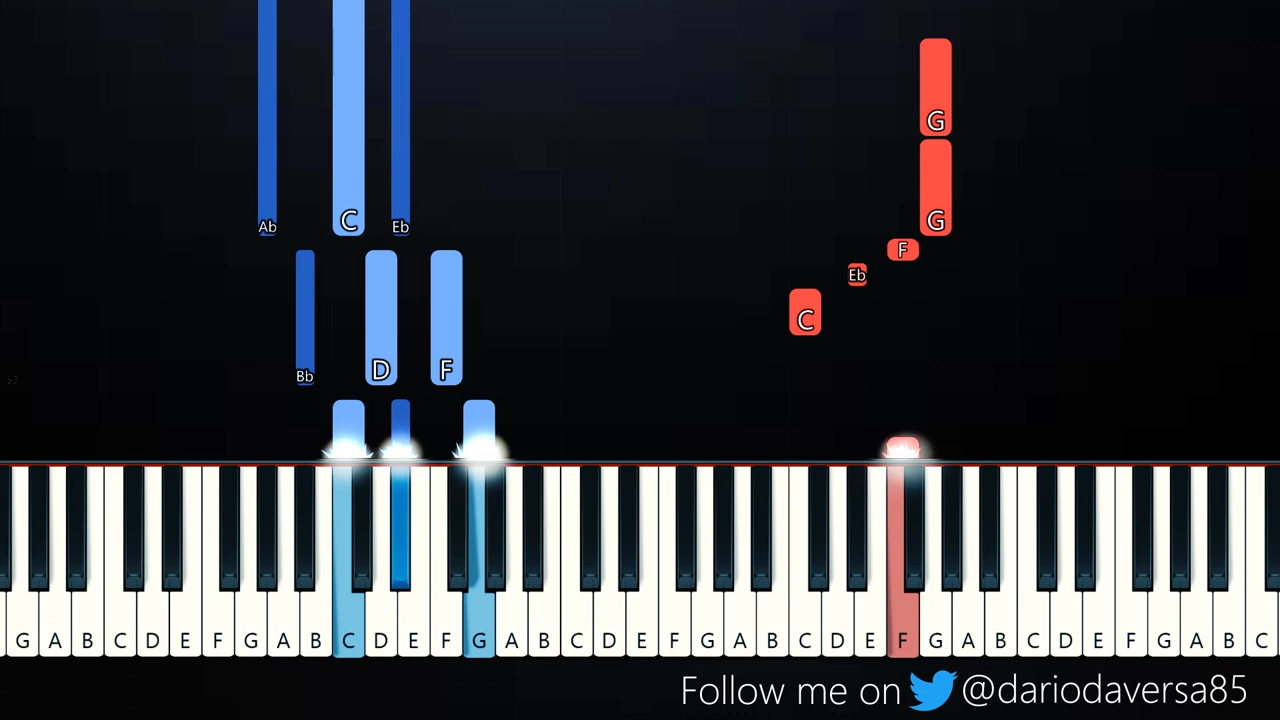 G
G
Ab C Eb
F
Eb
C
Bb D F
G A B C D E F G A B C D E F G A B C D E F G A B C D E F G A B C D E F G A B C
Follow me on @dariodaversa85